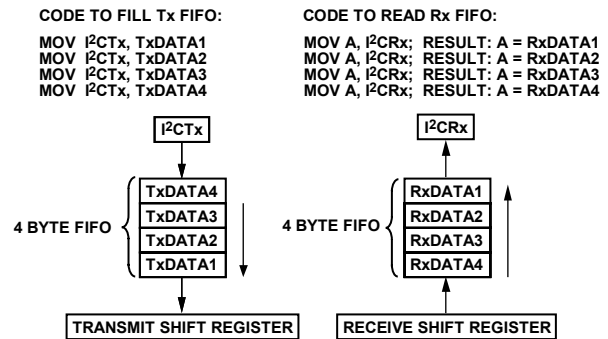 CODE TO FILL Tx FIFO:
MOV I²CTx, TxDATA1
MOV I²CTx, TxDATA2
MOV I²CTx, TxDATA3
MOV I²CTx, TxDATA4
I²CTx
4 BYTE FIFO
TxDATA4
TxDATA3
TxDATA2
TxDATA1
TRANSMIT SHIFT REGISTER
CODE TO READ Rx FIFO:
MOV A, I²CRx; RESULT: A = RxDATA1
MOV A, I²CRx; RESULT: A = RxDATA2
MOV A, I²CRx; RESULT: A = RxDATA3
MOV A, I²CRx; RESULT: A = RxDATA4
I²CRx
4 BYTE FIFO
RxDATA1
RxDATA2
RxDATA3
RxDATA4
RECEIVE SHIFT REGISTER